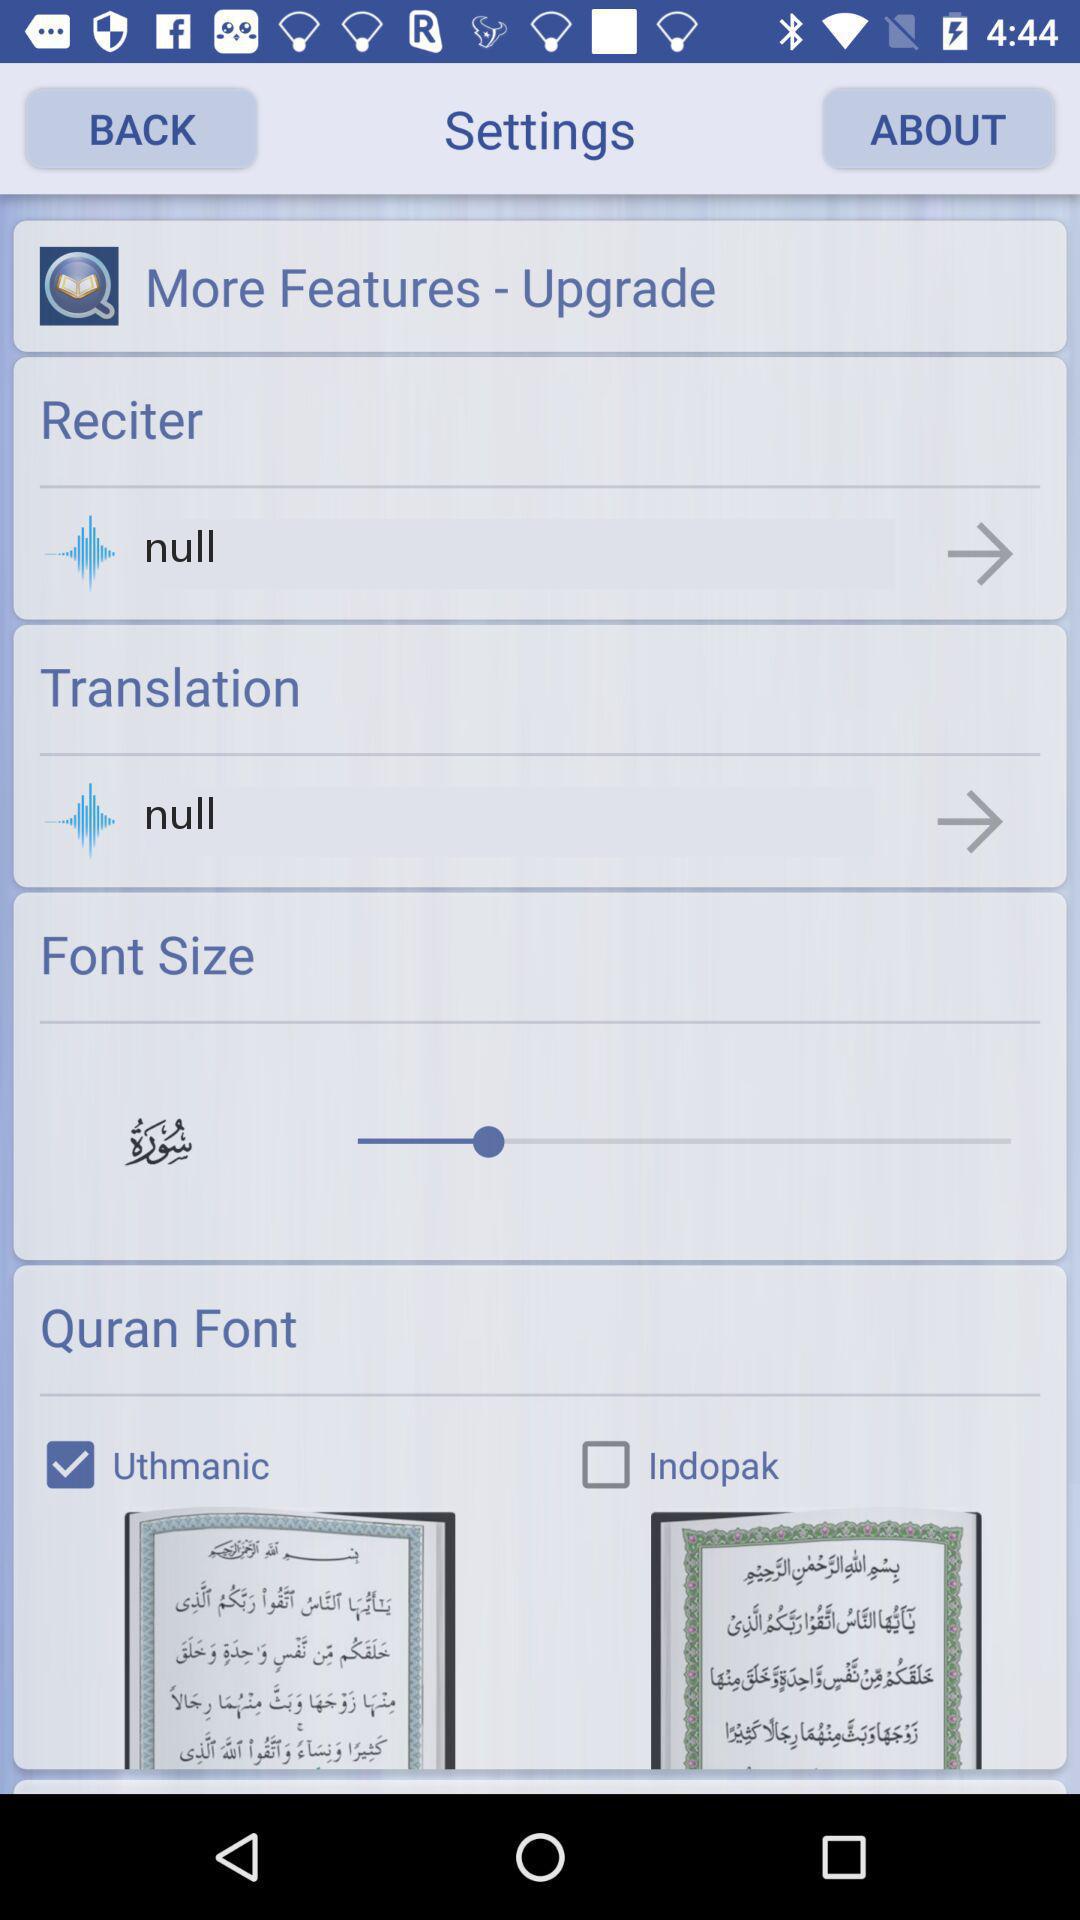 4:44
BACK
Settings
ABOUT
More Features - Upgrade
Reciter
null
Translation
null
Font Size
سُورَةُ
Quran Font
Uthmanic
Indopak
بِسْمِ ٱللَّهِ ٱلرَّحْمَٰنِ ٱلرَّحِيمِ
يَـٰٓأَيُّهَا ٱلنَّاسُ ٱتَّقُوا۟ رَبَّكُمُ ٱلَّذِى
خَلَقَكُم مِّن نَّفْسٍ وَٰحِدَةٍ وَخَلَقَ
مِنْهَا زَوْجَهَا وَبَثَّ مِنْهُمَا رِجَالًا
كَثِيرًا وَنِسَآءً ۚ وَٱتَّقُوا۟ ٱللَّهَ ٱلَّذِى
بِسْمِ اللهِ الرَّحْمٰنِ الرَّحِيْمِ
يٰٓاَيُّهَا النَّاسُ اتَّقُوْا رَبَّكُمُ الَّذِىْ
خَلَقَكُمْ مِّنْ نَّفْسٍ وَّاحِدَةٍ وَّخَلَقَ مِنْهَا
زَوْجَهَا وَبَثَّ مِنْهُمَا رِجَالًا كَثِيْرًا